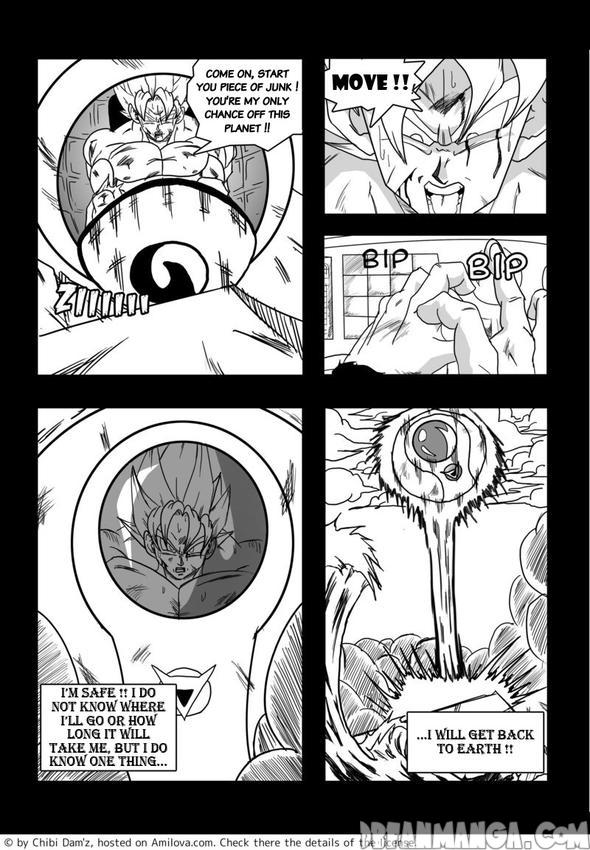 COME ON, START
YOU PIECE OF JUNK !
YOU'RE MY ONLY
CHANCE OFF THIS
PLANET !!
ZIIIIIII
MOVE !!
BIP
BIP
I'M SAFE !! I DO
NOT KNOW WHERE
I'LL GO OR HOW
LONG IT WILL
TAKE ME, BUT I DO
KNOW ONE THING...
...I WILL GET BACK
TO EARTH !!
DBZANMANGA.COM
© by Chibi Dam'z, hosted on Amilova.com. Check there the details of the license.